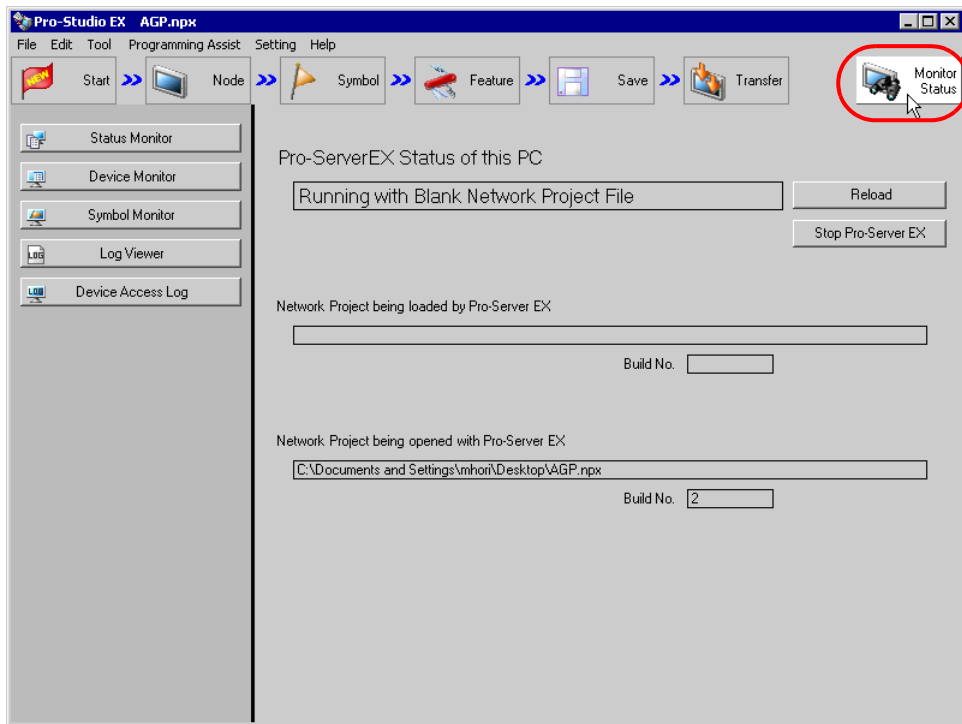 Pro-Studio EX AGP.npx
File Edit Tool Programming Assist Setting Help
NEW Start Node Symbol Feature Save Transfer Monitor Status
Status Monitor
Device Monitor
Symbol Monitor
LOG Log Viewer
LOG Device Access Log
Pro-ServerEX Status of this PC
Running with Blank Network Project File
Reload
Stop Pro-Server EX
Network Project being loaded by Pro-Server EX
Build No.
Network Project being opened with Pro-Server EX
C:\Documents and Settings\mhori\Desktop\AGP.npx
Build No. 2